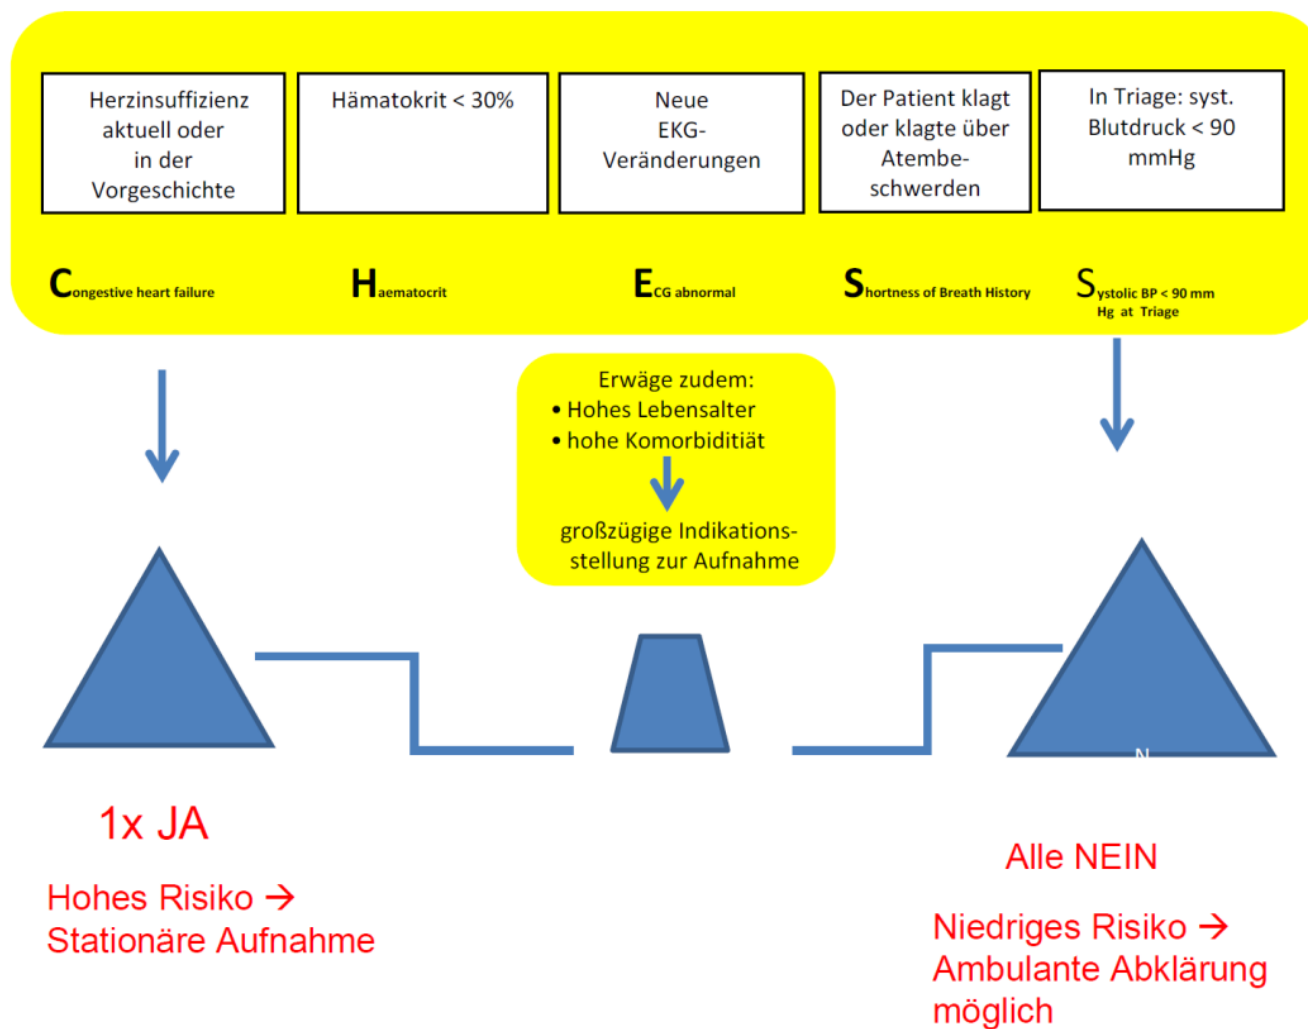 Herzinsuffizienz
aktuell oder
in der
Vorgeschichte
Hämatokrit < 30%
Neue
EKG-
Veränderungen
Der Patient klagt
oder klagte über
Atembe-
schwerden
In Triage: syst.
Blutdruck < 90
mmHg
Congestive heart failure
Haematocrit
ECG abnormal
Shortness of Breath History
Systolic BP < 90 mm
Hg at Triage
Erwäge zudem:
• Hohes Lebensalter
• hohe Komorbiditiät
großzügige Indikations-
stellung zur Aufnahme
N
1x JA
Hohes Risiko →
Stationäre Aufnahme
Alle NEIN
Niedriges Risiko →
Ambulante Abklärung
möglich